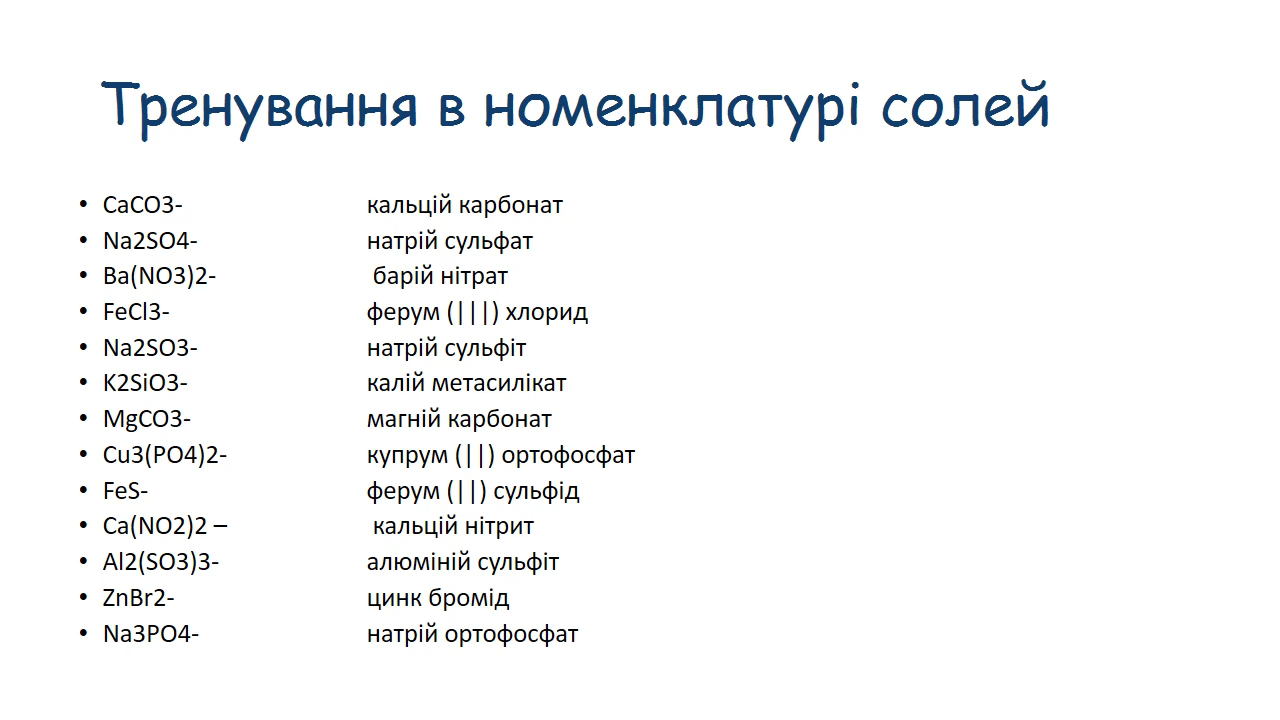 Тренування в номенклатурі солей
• CaCO3- кальцій карбонат
• Na2SO4- натрій сульфат
• Ba(NO3)2- барій нітрат
• FeCl3- ферум (|||) хлорид
• Na2SO3- натрій сульфіт
• K2SiO3- калій метасилікат
• MgCO3- магній карбонат
• Cu3(PO4)2- купрум (||) ортофосфат
• FeS- ферум (||) сульфід
• Ca(NO2)2 – кальцій нітрит
• Al2(SO3)3- алюміній сульфіт
• ZnBr2- цинк бромід
• Na3PO4- натрій ортофосфат